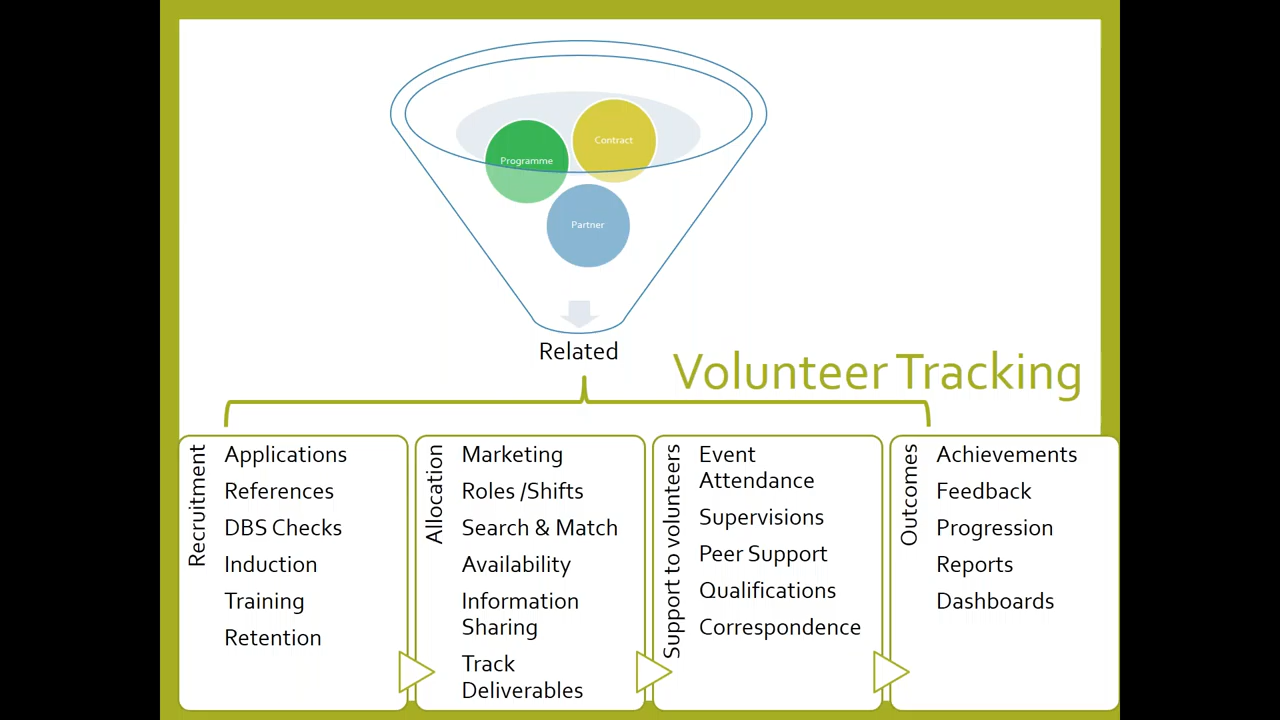 Contract
Programme
Partner
Related
Volunteer Tracking
Recruitment
Applications
References
DBS Checks
Induction
Training
Retention
Allocation
Marketing
Roles /Shifts
Search & Match
Availability
Information
Sharing
Track
Deliverables
Support to volunteers
Event
Attendance
Supervisions
Peer Support
Qualifications
Correspondence
Outcomes
Achievements
Feedback
Progression
Reports
Dashboards